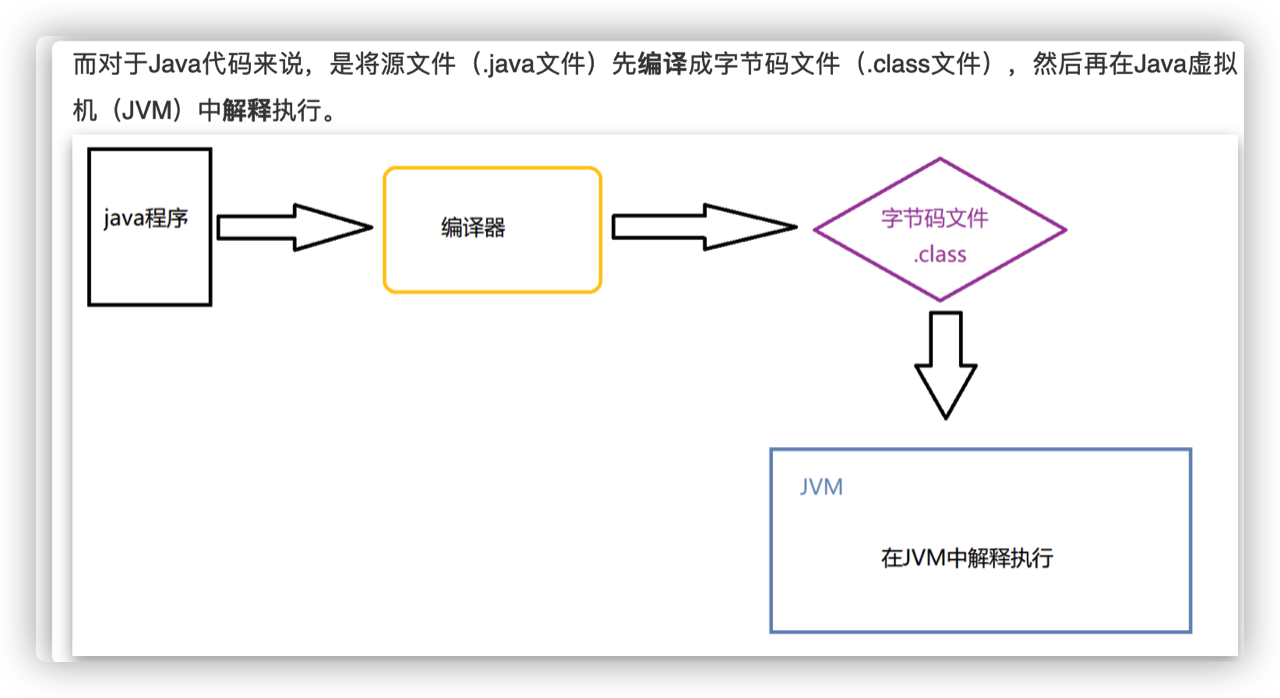 而对于Java代码来说，是将源文件（.java文件）先编译成字节码文件（.class文件），然后再在Java虚拟
机（JVM）中解释执行。
java程序
编译器
字节码文件
.class
JVM
在JVM中解释执行